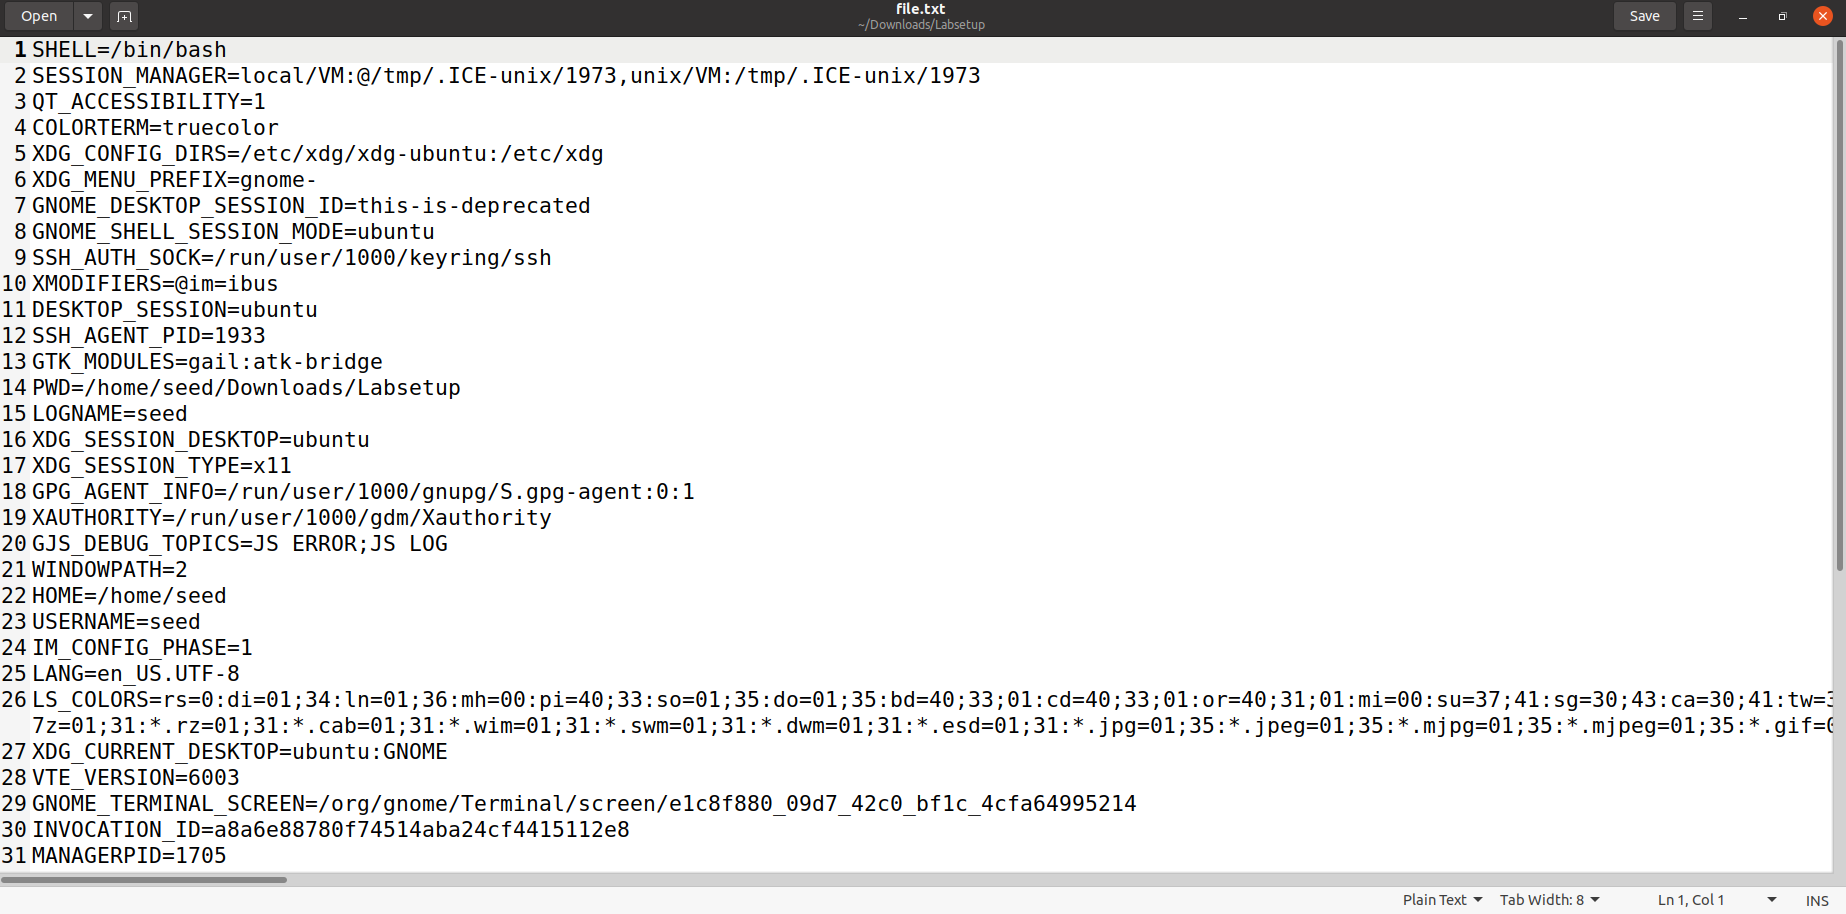 Open
file.txt
~/Downloads/Labsetup
Save
1 SHELL=/bin/bash
2 SESSION_MANAGER=local/VM:@/tmp/.ICE-unix/1973,unix/VM:/tmp/.ICE-unix/1973
3 QT_ACCESSIBILITY=1
4 COLORTERM=truecolor
5 XDG_CONFIG_DIRS=/etc/xdg/xdg-ubuntu:/etc/xdg
6 XDG_MENU_PREFIX=gnome-
7 GNOME_DESKTOP_SESSION_ID=this-is-deprecated
8 GNOME_SHELL_SESSION_MODE=ubuntu
9 SSH_AUTH_SOCK=/run/user/1000/keyring/ssh
10 XMODIFIERS=@im=ibus
11 DESKTOP_SESSION=ubuntu
12 SSH_AGENT_PID=1933
13 GTK_MODULES=gail:atk-bridge
14 PWD=/home/seed/Downloads/Labsetup
15 LOGNAME=seed
16 XDG_SESSION_DESKTOP=ubuntu
17 XDG_SESSION_TYPE=x11
18 GPG_AGENT_INFO=/run/user/1000/gnupg/S.gpg-agent:0:1
19 XAUTHORITY=/run/user/1000/gdm/Xauthority
20 GJS_DEBUG_TOPICS=JS ERROR;JS LOG
21 WINDOWPATH=2
22 HOME=/home/seed
23 USERNAME=seed
24 IM_CONFIG_PHASE=1
25 LANG=en_US.UTF-8
26 LS_COLORS=rs=0:di=01;34:ln=01;36:mh=00:pi=40;33:so=01;35:do=01;35:bd=40;33;01:cd=40;33;01:or=40;31;01:mi=00:su=37;41:sg=30;43:ca=30;41:tw=3
7z=01;31:*.rz=01;31:*.cab=01;31:*.wim=01;31:*.swm=01;31:*.dwm=01;31:*.esd=01;31:*.jpg=01;35:*.jpeg=01;35:*.mjpg=01;35:*.mjpeg=01;35:*.gif=0
27 XDG_CURRENT_DESKTOP=ubuntu:GNOME
28 VTE_VERSION=6003
29 GNOME_TERMINAL_SCREEN=/org/gnome/Terminal/screen/e1c8f880_09d7_42c0_bf1c_4cfa64995214
30 INVOCATION_ID=a8a6e88780f74514aba24cf4415112e8
31 MANAGERPID=1705
Plain Text Tab Width: 8 Ln 1, Col 1 INS